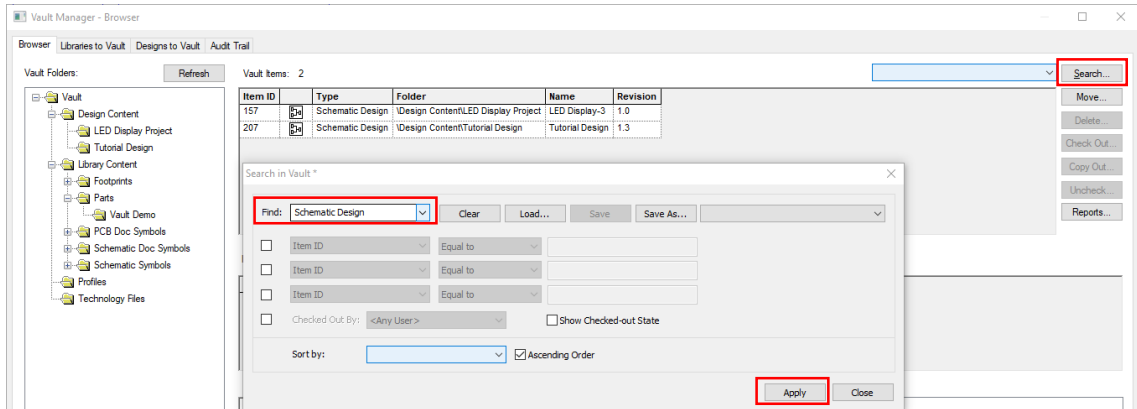 Vault Manager - Browser
Browser Libraries to Vault Designs to Vault Audit Trail
Vault Folders: Refresh Vault Items: 2 Search...
Vault
Design Content
LED Display Project
Tutorial Design
Library Content
Footprints
Parts
Vault Demo
PCB Doc Symbols
Schematic Doc Symbols
Schematic Symbols
Profiles
Technology Files
Item ID Type Folder Name Revision
157 Schematic Design \Design Content\LED Display Project LED Display-3 1.0
207 Schematic Design \Design Content\Tutorial Design Tutorial Design 1.3
Move...
Delete...
Check Out...
Copy Out...
Uncheck...
Reports...
Search in Vault *
Find: Schematic Design Clear Load... Save Save As...
Item ID Equal to
Item ID Equal to
Item ID Equal to
Checked Out By: <Any User> Show Checked-out State
Sort by: Ascending Order
Apply Close